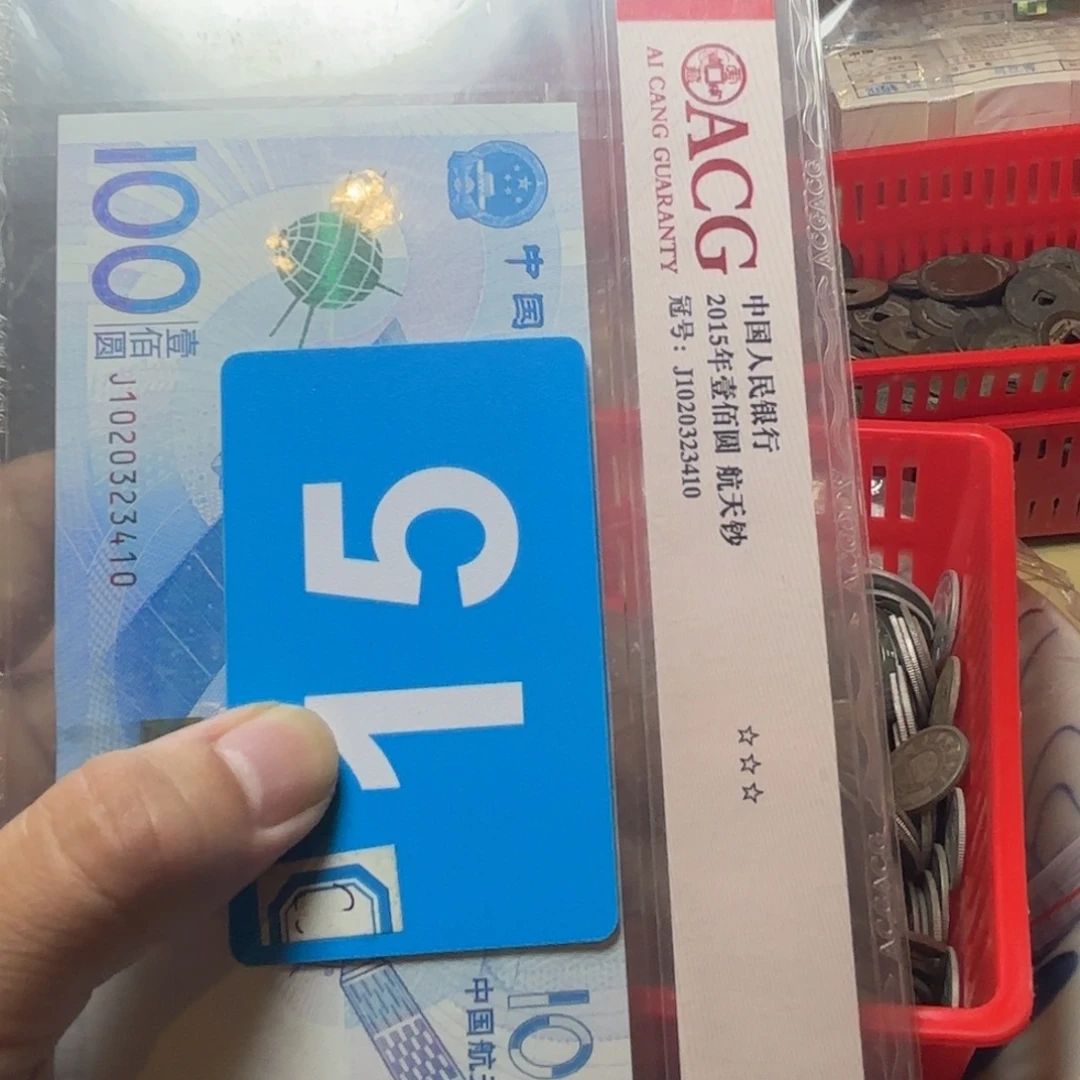 ACG
AI CANG GUARANTY
中国人民银行
2015年壹佰圆 航天钞
冠号：J1020323410
☆☆☆
中国
100
壹佰
圆
J1020323410
15
10
中国航